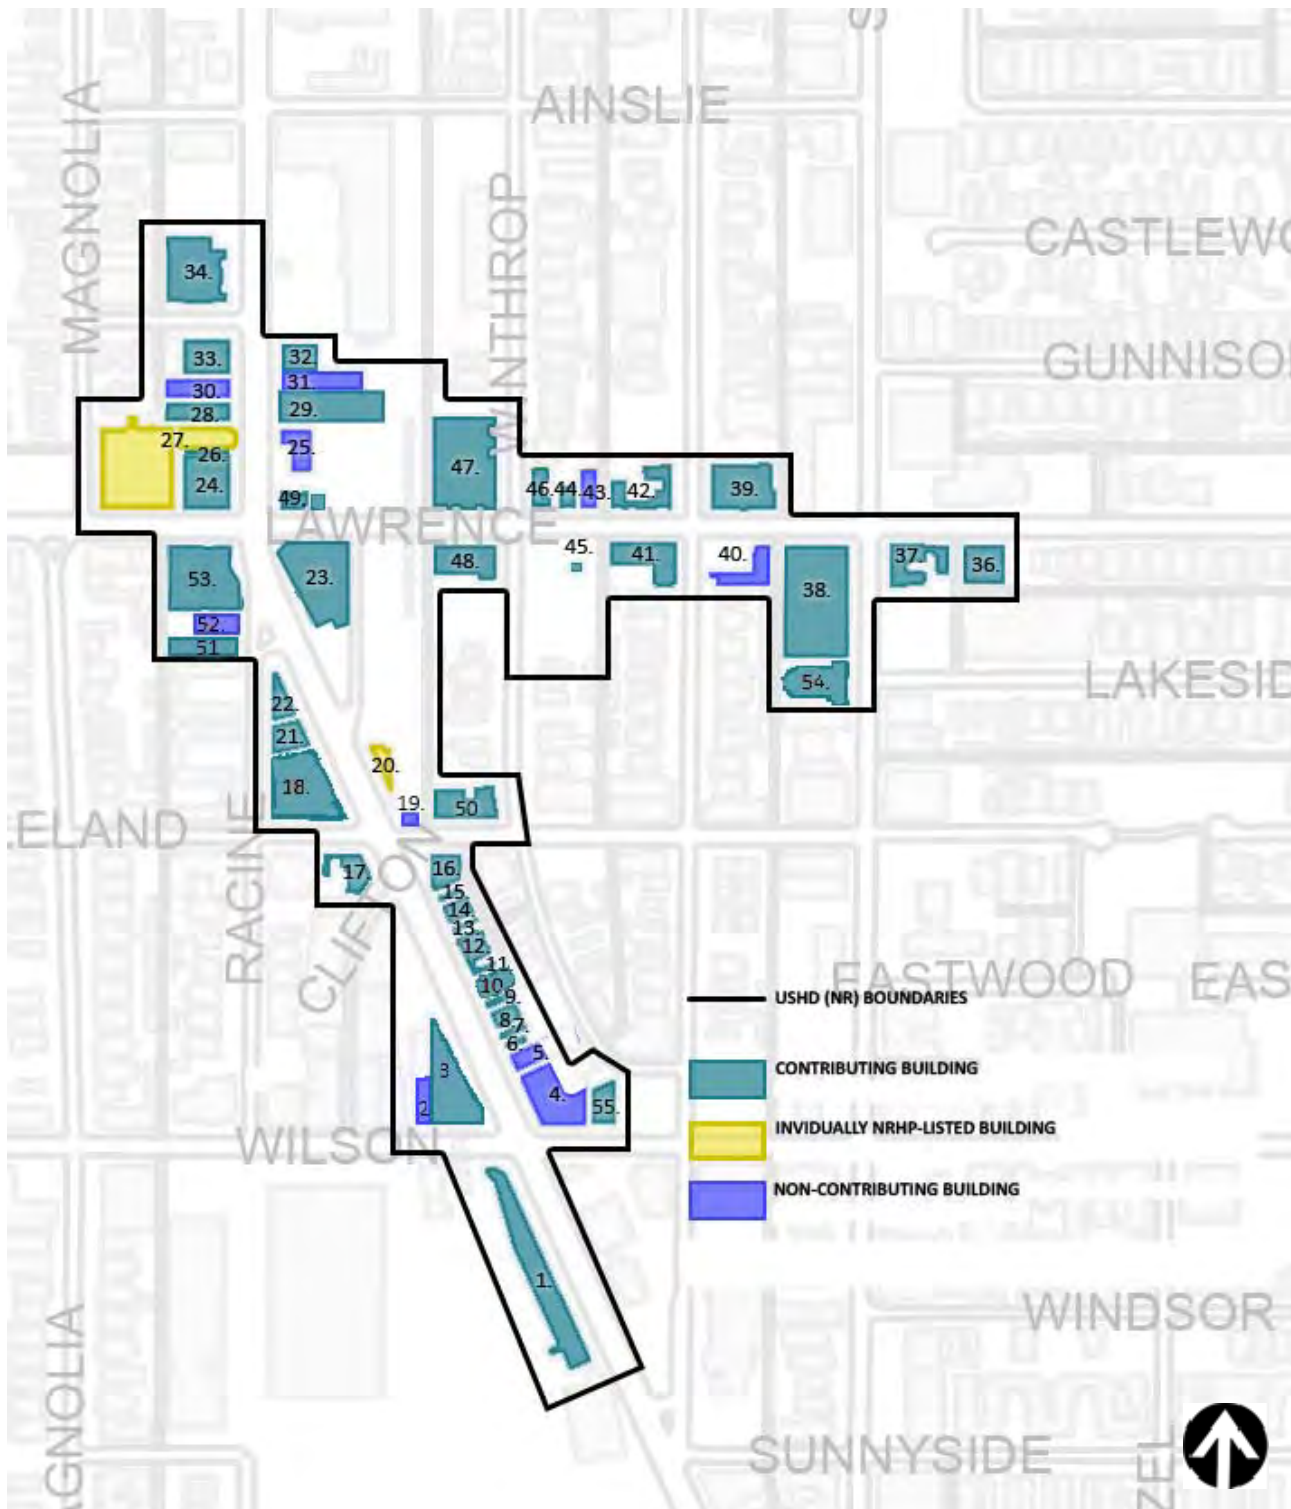 S
AINSLIE
MAGNOLIA
WINTHROP
CASTLEWO
GUNNISO
34.
33.
32.
30.
31.
28.
29.
27.
25.
26.
24.
47.
49.
46.
44.
43.
42.
39.
LAWRENCE
45.
53.
23.
48.
41.
40.
38.
37.
36.
52.
51
54.
LAKESID
22.
21.
20.
18.
19.
50
ELAND
RACINE
CLIFTON
17.
16.
15.
14.
13.
12.
11.
10.
9.
8.
7.
6.
5.
EASTWOOD
EAS
USHD (NR) BOUNDARIES
CONTRIBUTING BUILDING
INVIDUALLY NRHP-LISTED BUILDING
NON-CONTRIBUTING BUILDING
3
2
4.
55.
WILSON
1.
WINDSOR
AGNOLIA
SUNNYSIDE
ZEL